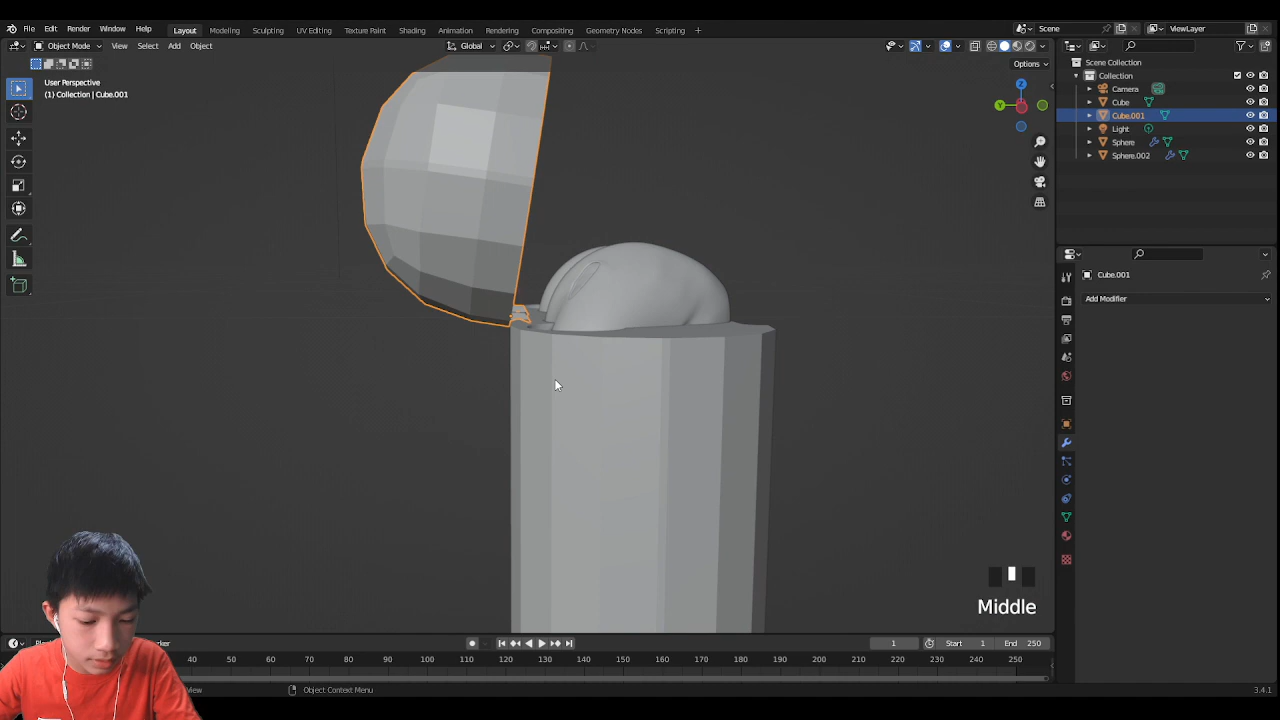 File Edit Render Window Help Layout Modeling Sculpting UV Editing Texture Paint Shading Animation Rendering Compositing Geometry Nodes Scripting + Scene ViewLayer
Object Mode View Select Add Object Global
Options
User Perspective
(1) Collection | Cube.001
Z
Y
Scene Collection
Collection
Camera
Cube
Cube.001
Light
Sphere
Sphere.002
Cube.001
Add Modifier
Middle
1 Start 1 End 250
40 50 60 70 80 90 100 110 120 130 140 150 160 170 180 190 200 210 220 230 240 250
View Object Context Menu 3.4.1